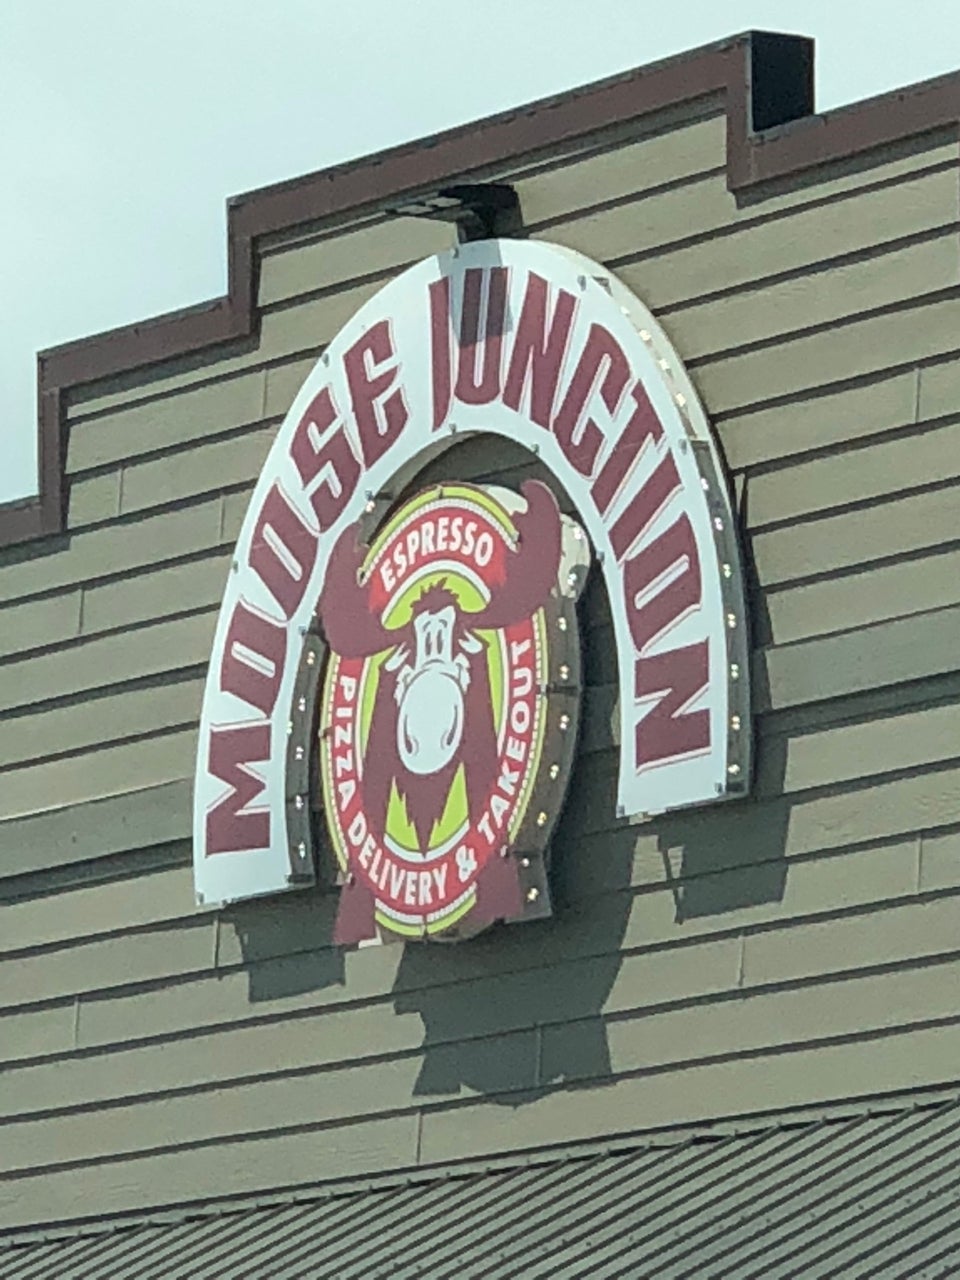 MOOSE JUNCTION
ESPRESSO
PIZZA DELIVERY & TAKEOUT